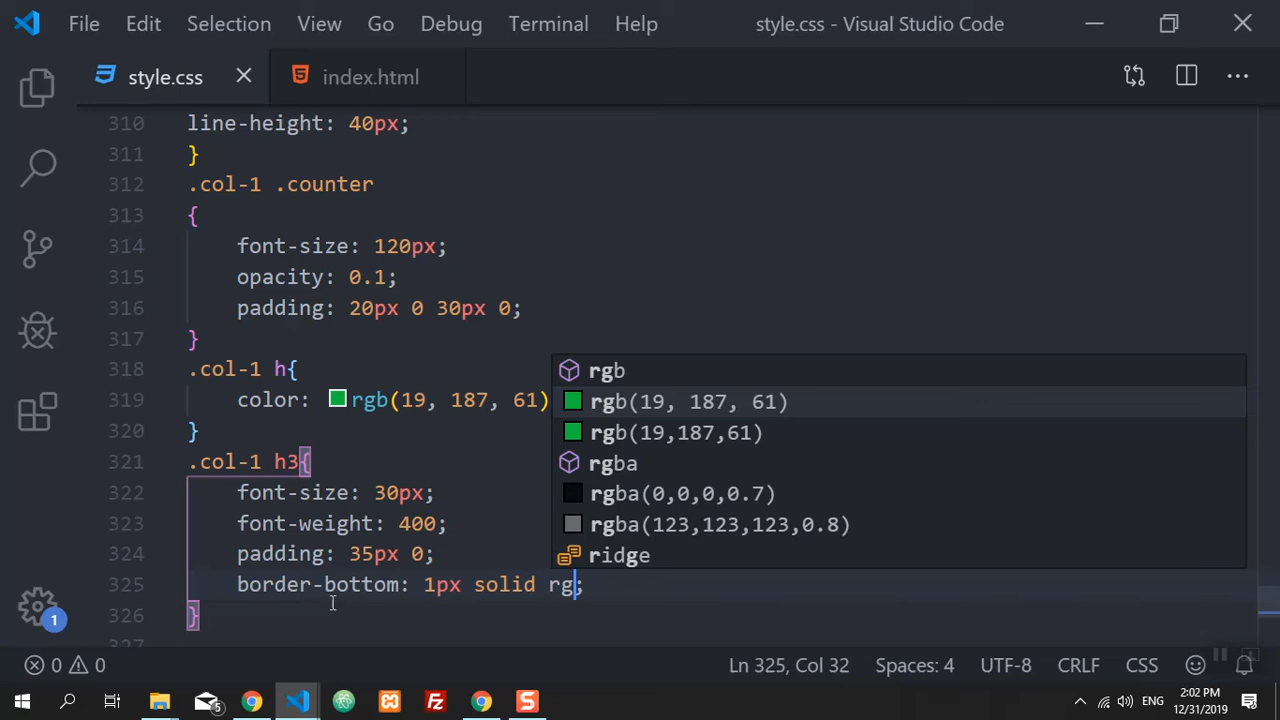 File Edit Selection View Go Debug Terminal Help style.css - Visual Studio Code
style.css index.html
310 line-height: 40px;
311 }
312 .col-1 .counter
313 {
314 font-size: 120px;
315 opacity: 0.1;
316 padding: 20px 0 30px 0;
317 }
318 .col-1 h{
319 color: rgb(19, 187, 61)
320 }
321 .col-1 h3{
322 font-size: 30px;
323 font-weight: 400;
324 padding: 35px 0;
325 border-bottom: 1px solid rg;
326 }
327
rgb
rgb(19, 187, 61)
rgb(19,187,61)
rgba
rgba(0,0,0,0.7)
rgba(123,123,123,0.8)
ridge
1
0 0 Ln 325, Col 32 Spaces: 4 UTF-8 CRLF CSS
5 ENG 2:02 PM
12/31/2019